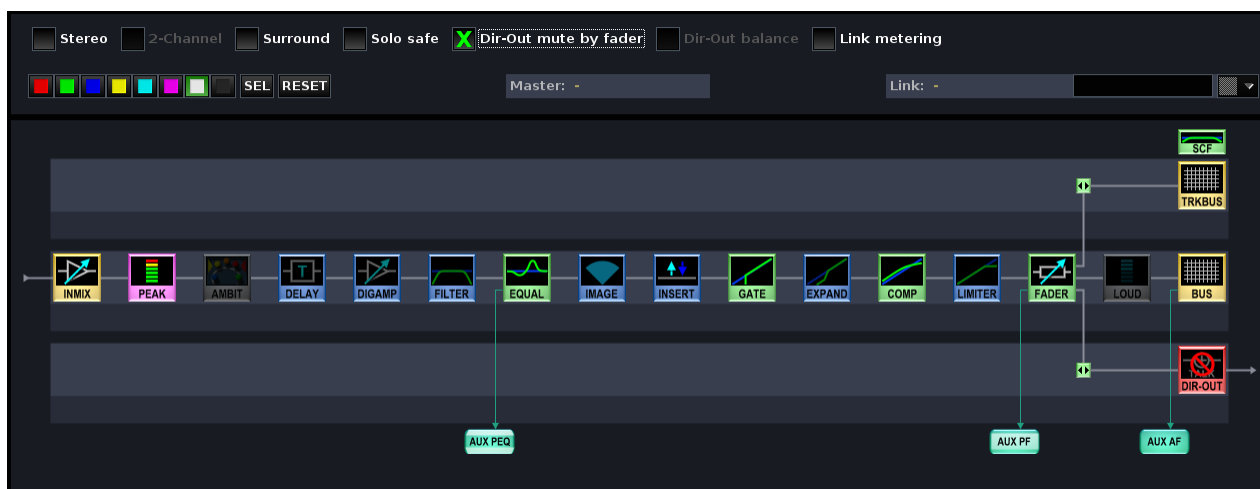 Stereo 2-Channel Surround Solo safe X Dir-Out mute by fader Dir-Out balance Link metering
SEL RESET Master: - Link: -
SCF
TRKBUS
T
INMIX PEAK AMBIT DELAY DIGAMP FILTER EQUAL IMAGE INSERT GATE EXPAND COMP LIMITER FADER LOUD BUS
DIR-OUT
AUX PEQ AUX PF AUX AF